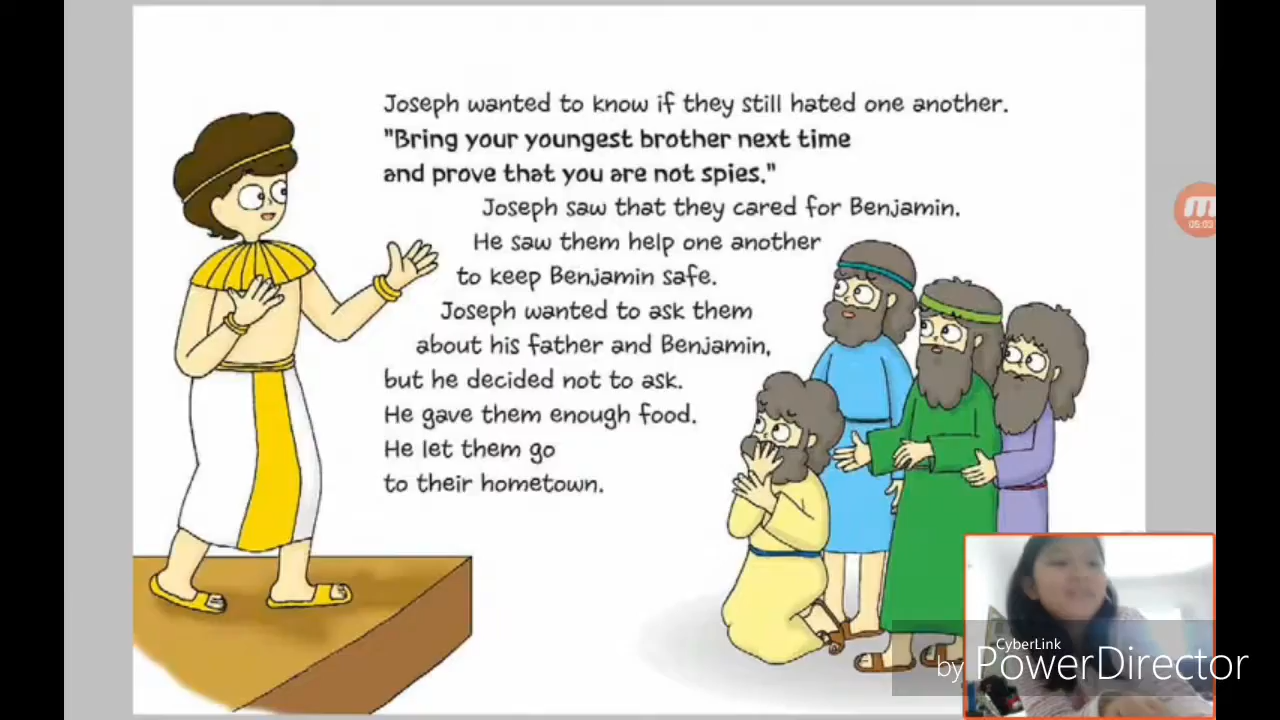 Joseph wanted to know if they still hated one another.
"Bring your youngest brother next time
and prove that you are not spies."
Joseph saw that they cared for Benjamin.
He saw them help one another
to keep Benjamin safe.
Joseph wanted to ask them
about his father and Benjamin,
but he decided not to ask.
He gave them enough food.
He let them go
to their hometown.
05:03
CyberLink
by PowerDirector